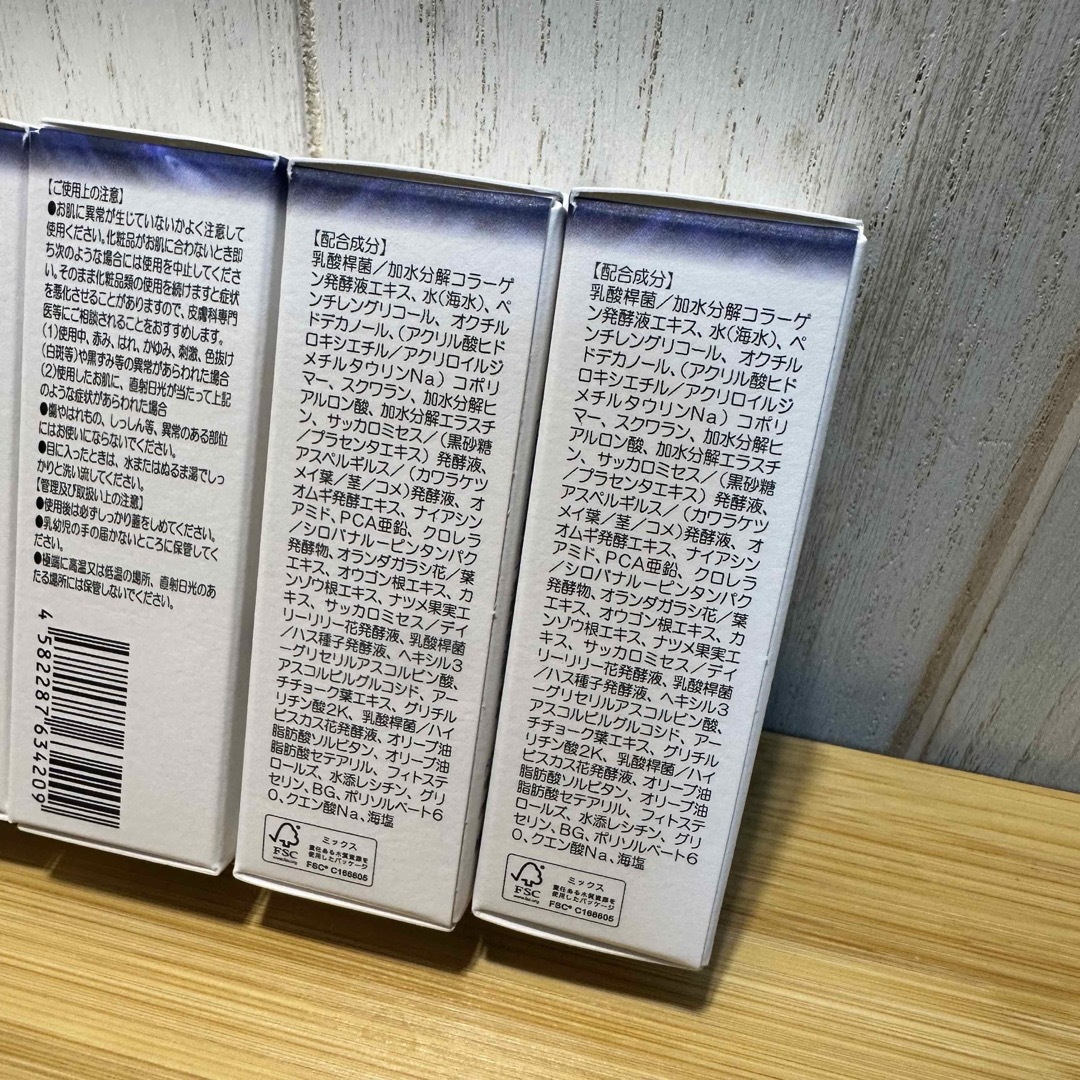 【ご使用上の注意】
●お肌に異常が生じていないかよく注意して
使用ください。化粧品がお肌に合わないとき即
ち次のような場合には使用を中止してくださ
い。そのまま化粧品類の使用を続けますと症状
を悪化させることがありますので、皮膚科専門
医等にご相談されることをおすすめします。
(1)使用中、赤み、はれ、かゆみ、刺激、色抜け
(白斑等)や黒ずみ等の異常があらわれた場合
(2)使用したお肌に、直射日光が当たって上記
のような症状があらわれた場合
●傷やはれもの、しっしん等、異常のある部位
にはお使いにならないでください。
●目に入ったときは、水またはぬるま湯でしっ
かりと洗い流してください。
【管理及び取扱い上の注意】
●使用後は必ずしっかり蓋をしめてください。
●乳幼児の手の届かないところに保管してく
ださい。
●極端に高温又は低温の場所、直射日光のあ
たる場所には保管しないでください。
4 582287 634209
【配合成分】
乳酸桿菌/加水分解コラーゲ
ン発酵液エキス、水(海水)、ペ
ンチレングリコール、オクチル
ドデカノール、(アクリル酸ヒド
ロキシエチル/アクリロイルジ
メチルタウリンNa)コポリ
マー、スクワラン、加水分解ヒ
アルロン酸、加水分解エラスチ
ン、サッカロミセス/(黒砂糖
/プラセンタエキス)発酵液、
アスペルギルス/(カワラケツ
メイ葉/茎/コメ)発酵液、オ
オムギ発酵エキス、ナイアシン
アミド、PCA亜鉛、クロレラ
/シロバナルーピンタンパク
発酵物、オランダガラシ花/葉
エキス、オウゴン根エキス、カ
ンゾウ根エキス、ナツメ果実エ
キス、サッカロミセス/デイ
リーリリー花発酵液、乳酸桿菌
/ハス種子発酵液、ヘキシル3
ーグリセリルアスコルビン酸、
アスコルビルグルコシド、アー
チチョーク葉エキス、グリチル
リチン酸2K、乳酸桿菌/ハイ
ビスカス花発酵液、オリーブ油
脂肪酸ソルビタン、オリーブ油
脂肪酸セテアリル、フィトステ
ロールズ、水添レシチン、グリ
セリン、BG、ポリソルベート6
0、クエン酸Na、海塩
FSC
www.fsc.org
ミックス
責任ある木質資源を
使用したパッケージ
FSC® C166605
【配合成分】
乳酸桿菌/加水分解コラーゲ
ン発酵液エキス、水(海水)、ペ
ンチレングリコール、オクチル
ドデカノール、(アクリル酸ヒド
ロキシエチル/アクリロイルジ
メチルタウリンNa)コポリ
マー、スクワラン、加水分解ヒ
アルロン酸、加水分解エラスチ
ン、サッカロミセス/(黒砂糖
/プラセンタエキス)発酵液、
アスペルギルス/(カワラケツ
メイ葉/茎/コメ)発酵液、オ
オムギ発酵エキス、ナイアシン
アミド、PCA亜鉛、クロレラ
/シロバナルーピンタンパク
発酵物、オランダガラシ花/葉
エキス、オウゴン根エキス、カ
ンゾウ根エキス、ナツメ果実エ
キス、サッカロミセス/デイ
リーリリー花発酵液、乳酸桿菌
/ハス種子発酵液、ヘキシル3
ーグリセリルアスコルビン酸、
アスコルビルグルコシド、アー
チチョーク葉エキス、グリチル
リチン酸2K、乳酸桿菌/ハイ
ビスカス花発酵液、オリーブ油
脂肪酸ソルビタン、オリーブ油
脂肪酸セテアリル、フィトステ
ロールズ、水添レシチン、グリ
セリン、BG、ポリソルベート6
0、クエン酸Na、海塩
FSC
www.fsc.org
ミックス
責任ある木質資源を
使用したパッケージ
FSC® C166605